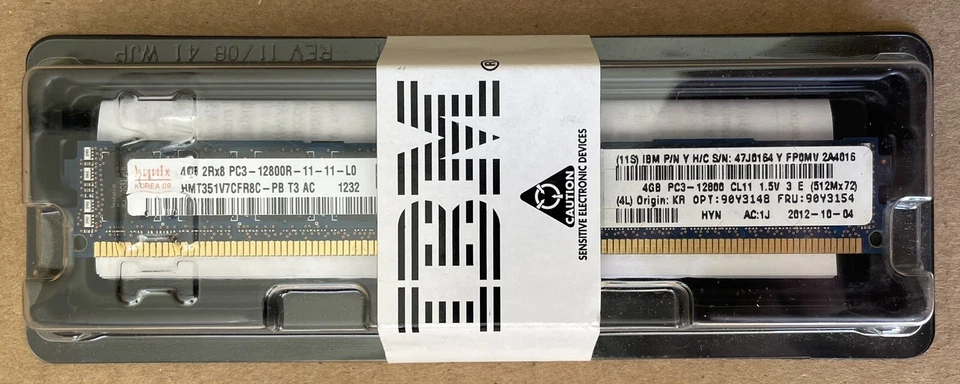 REV 11/08 41 WJP
hynix
KOREA 09
4GB 2Rx8 PC3-12800R-11-11-L0
HMT351V7CFR8C-PB T3 AC 1232
IBM
®
CAUTION
SENSITIVE ELECTRONIC DEVICES
(11S) IBM P/N Y H/C S/N: 47J0164 Y FP0MV 2A4016
4GB PC3-12800 CL11 1.5V 3 E (512Mx72)
(4L) Origin: KR OPT:90Y3148 FRU:90Y3154
HYN AC:1J 2012-10-04